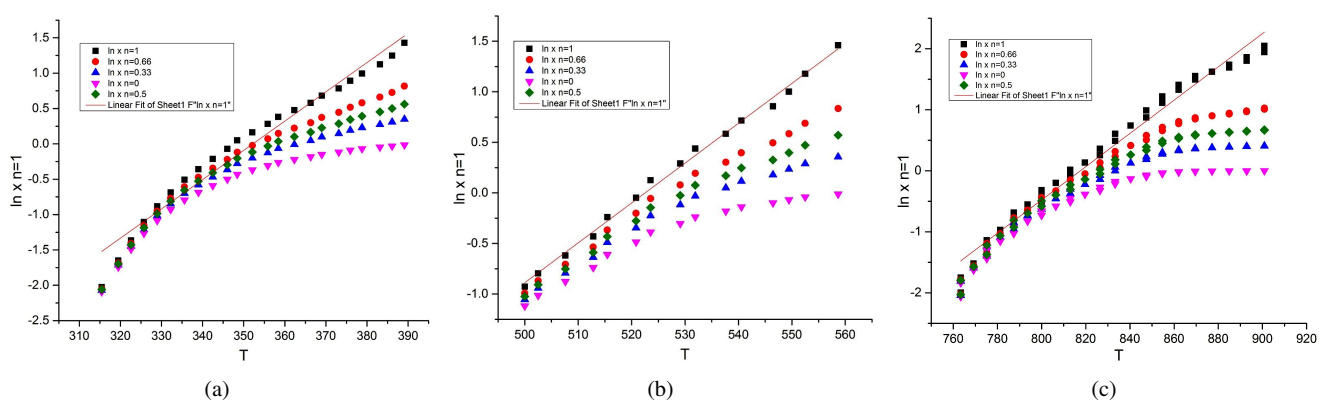 ln x n=1
ln x n=0.66
ln x n=0.33
ln x n=0
ln x n=0.5
Linear Fit of Sheet1 F"ln x n=1"
1.5
1.0
0.5
0.0
-0.5
-1.0
-1.5
-2.0
-2.5
ln x n=1
310 320 330 340 350 360 370 380 390
T
(a)
ln x n=1
ln x n=0.66
ln x n=0.33
ln x n=0
ln x n=0.5
Linear Fit of Sheet1 F"ln x n=1"
1.5
1.0
0.5
0.0
-0.5
-1.0
ln x n=1
500 510 520 530 540 550 560
T
(b)
ln x n=1
ln x n=0.66
ln x n=0.33
ln x n=0
ln x n=0.5
Linear Fit of Sheet1 F"ln x n=1"
2
1
0
-1
-2
ln x n=1
760 780 800 820 840 860 880 900 920
T
(c)